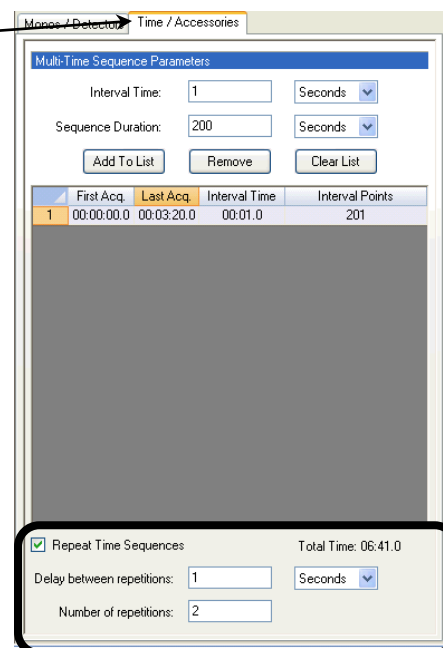 Monos / Detectors Time / Accessories
Multi-Time Sequence Parameters
Interval Time: 1 Seconds
Sequence Duration: 200 Seconds
Add To List Remove Clear List
First Acq. Last Acq. Interval Time Interval Points
1 00:00:00.0 00:03:20.0 00:01.0 201
Repeat Time Sequences Total Time: 06:41.0
Delay between repetitions: 1 Seconds
Number of repetitions: 2